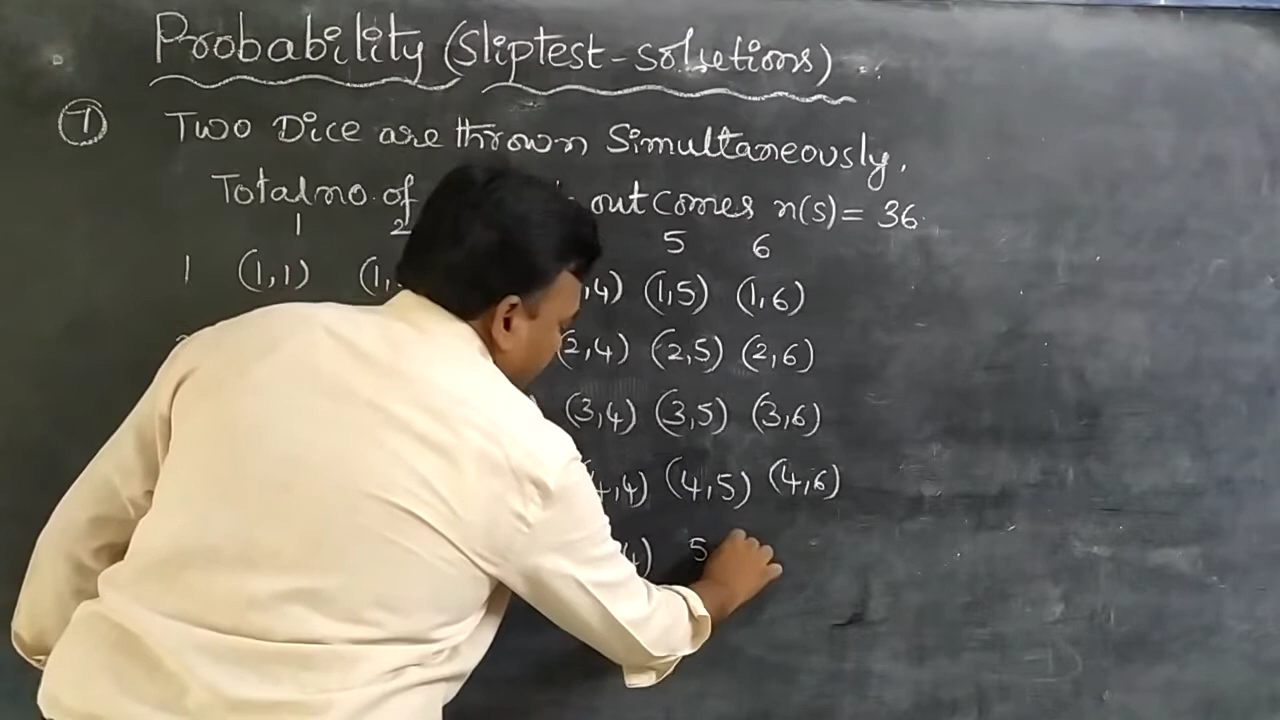 Probability (Sliptest-solutions)
1 Two Dice are thrown Simultaneously,
Total no. of outcomes n(s) = 36.
1 2 5 6
1 (1,1) (1, ,4) (1,5) (1,6)
(2,4) (2,5) (2,6)
(3,4) (3,5) (3,6)
4,4) (4,5) (4,6)
4) 5